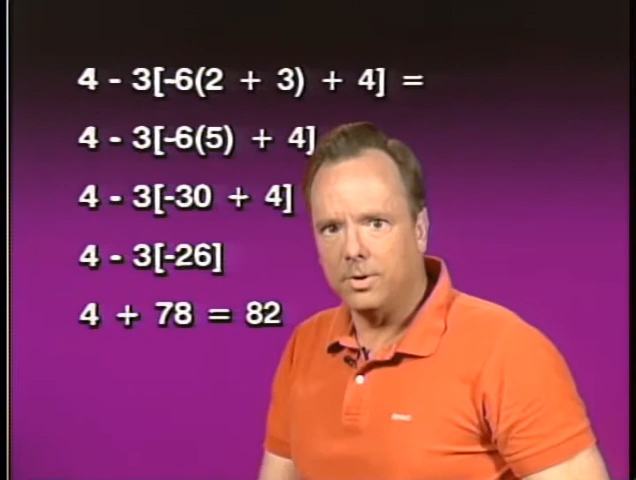 4 - 3[-6(2 + 3) + 4] =
4 - 3[-6(5) + 4]
4 - 3[-30 + 4]
4 - 3[-26]
4 + 78 = 82